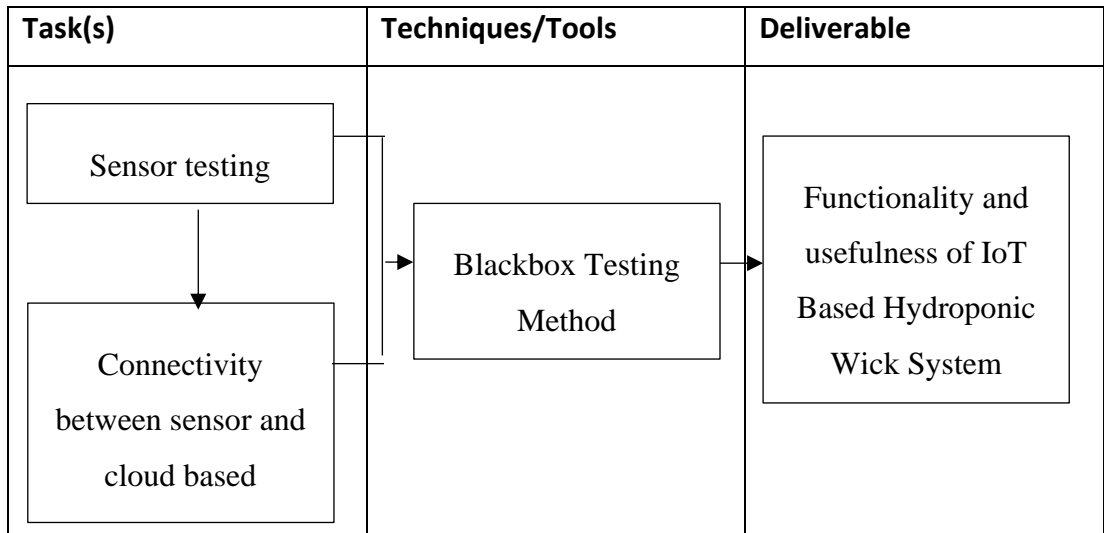 Task(s)
Techniques/Tools
Deliverable
Sensor testing
Connectivity
between sensor and
cloud based
Blackbox Testing
Method
Functionality and
usefulness of IoT
Based Hydroponic
Wick System